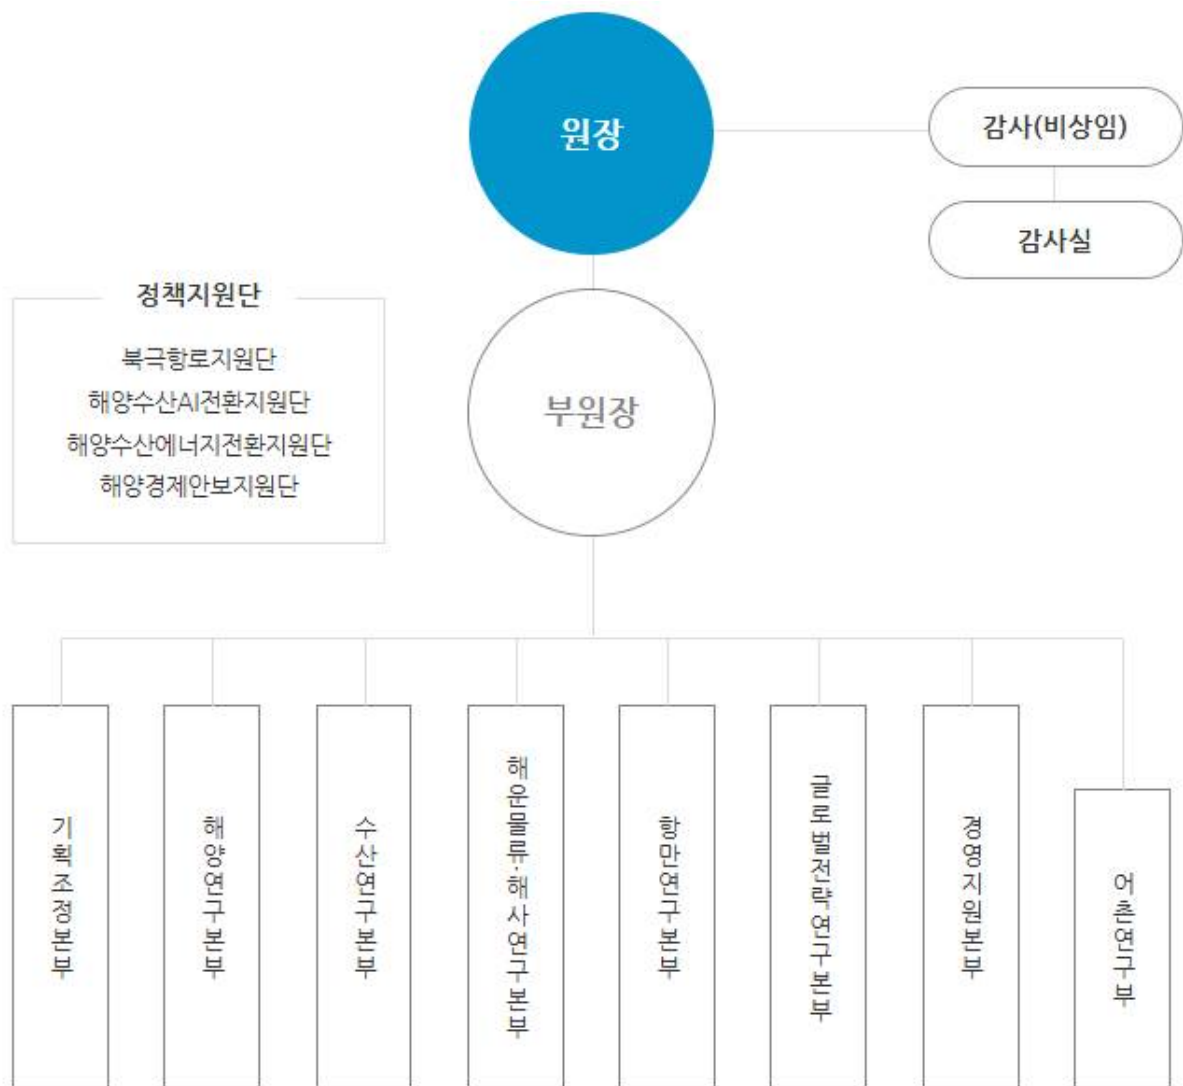 원장
감사(비상임)
감사실
정책지원단
북극항로지원단
해양수산AI전환지원단
해양수산에너지전환지원단
해양경제안보지원단
부원장
기획조정본부
해양연구본부
수산연구본부
해운물류·해사연구본부
항만연구본부
글로벌전략연구본부
경영지원본부
어촌연구부